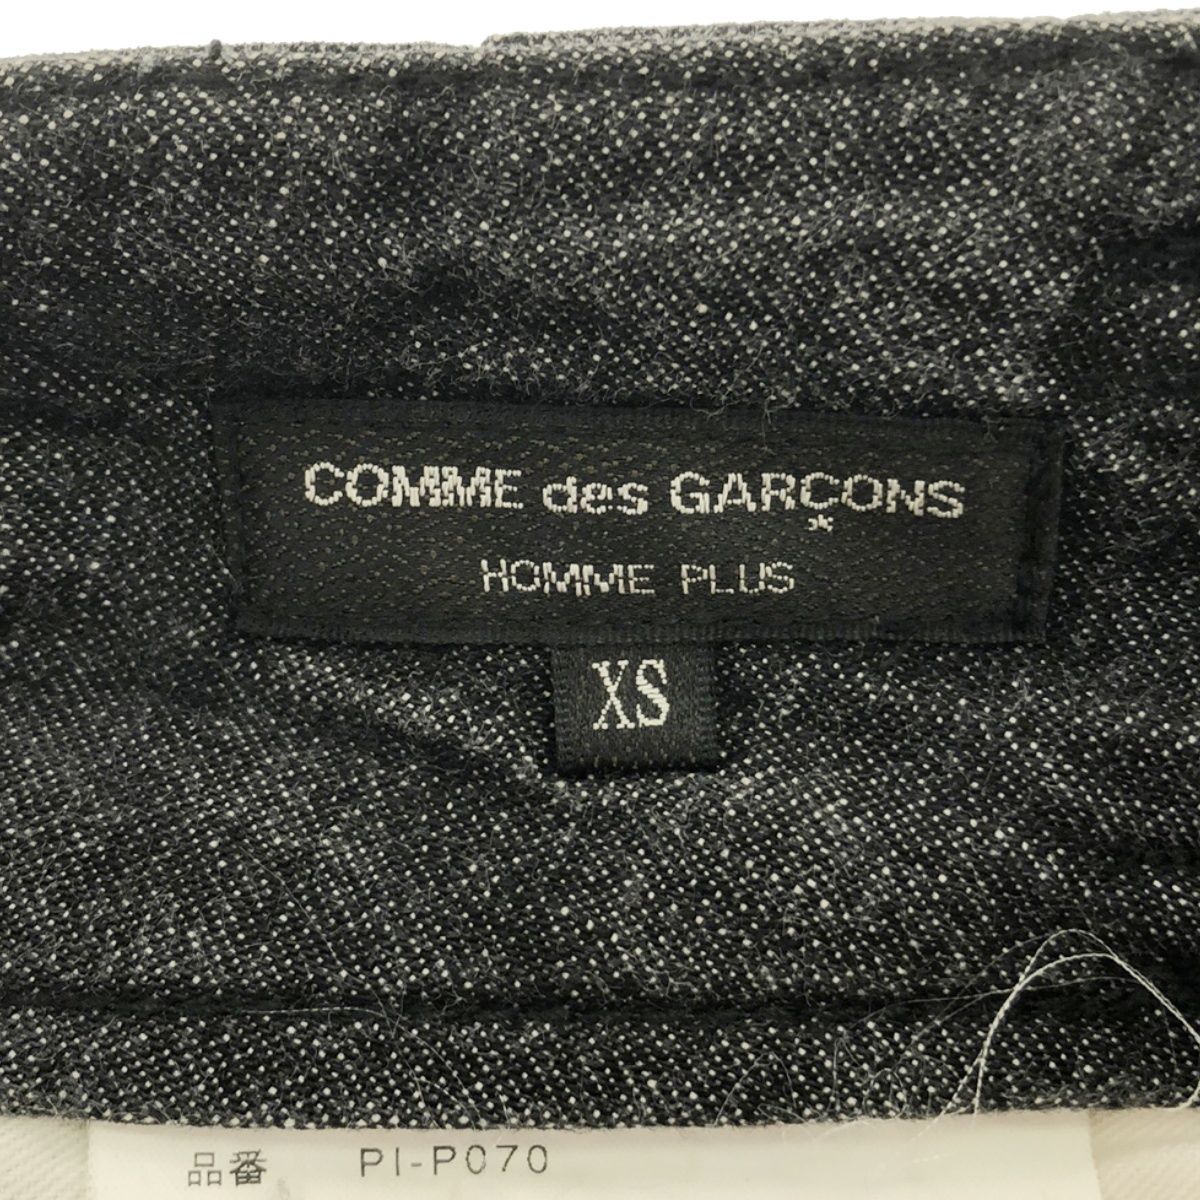 COMME des GARÇONS
HOMME PLUS
XS
品番 PI-P070